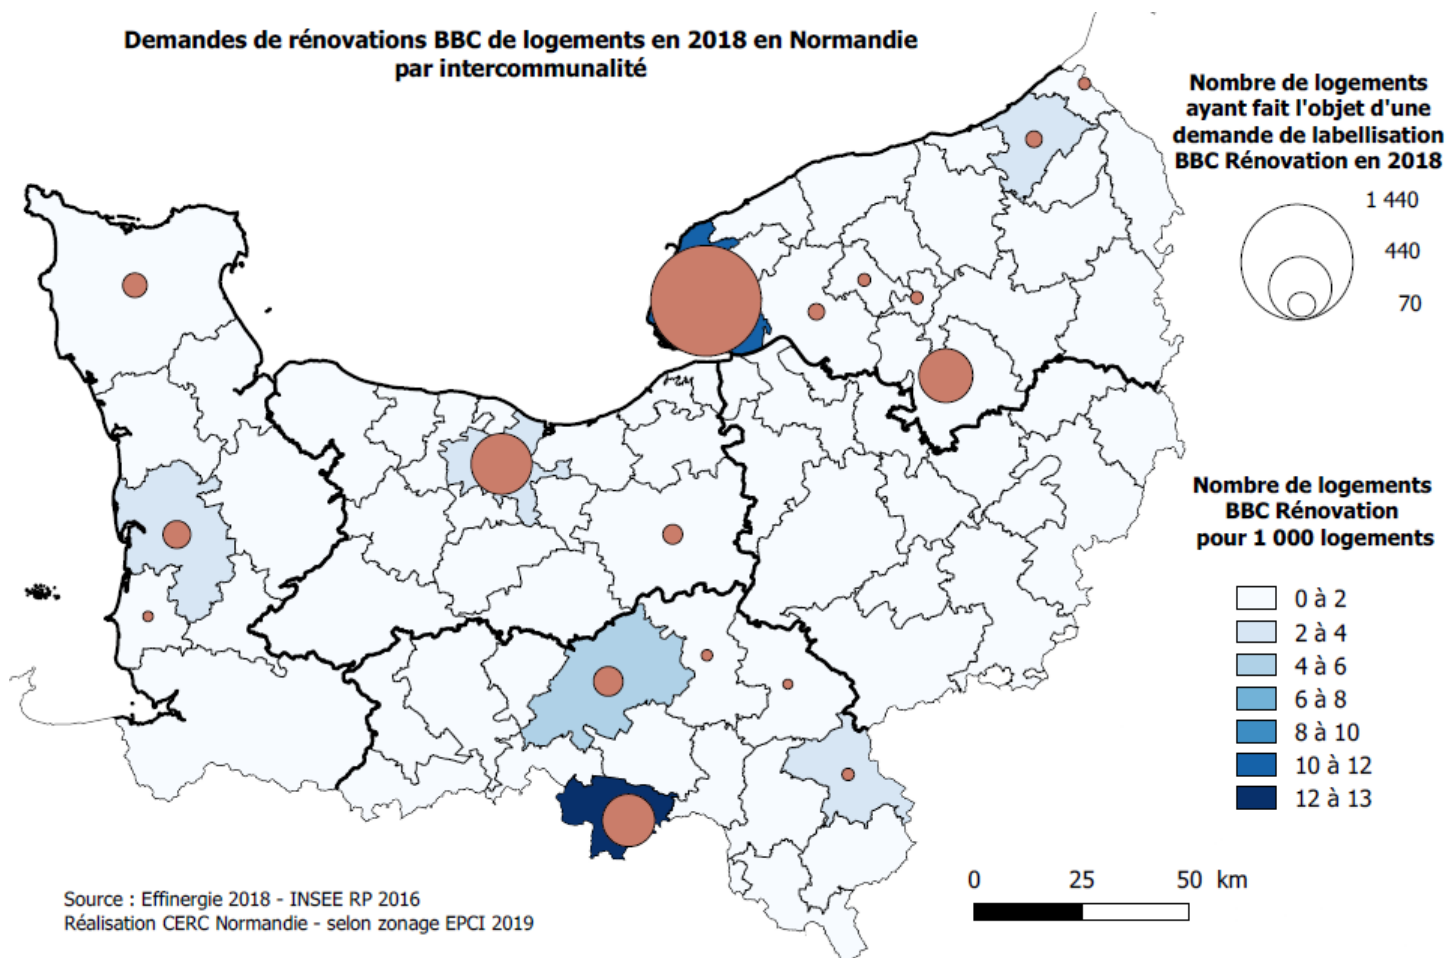 Demandes de rénovations BBC de logements en 2018 en Normandie
par intercommunalité
Nombre de logements
ayant fait l'objet d'une
demande de labellisation
BBC Rénovation en 2018
1 440
440
70
Nombre de logements
BBC Rénovation
pour 1 000 logements
0 à 2
2 à 4
4 à 6
6 à 8
8 à 10
10 à 12
12 à 13
0 25 50 km
Source : Effinergie 2018 - INSEE RP 2016
Réalisation CERC Normandie - selon zonage EPCI 2019